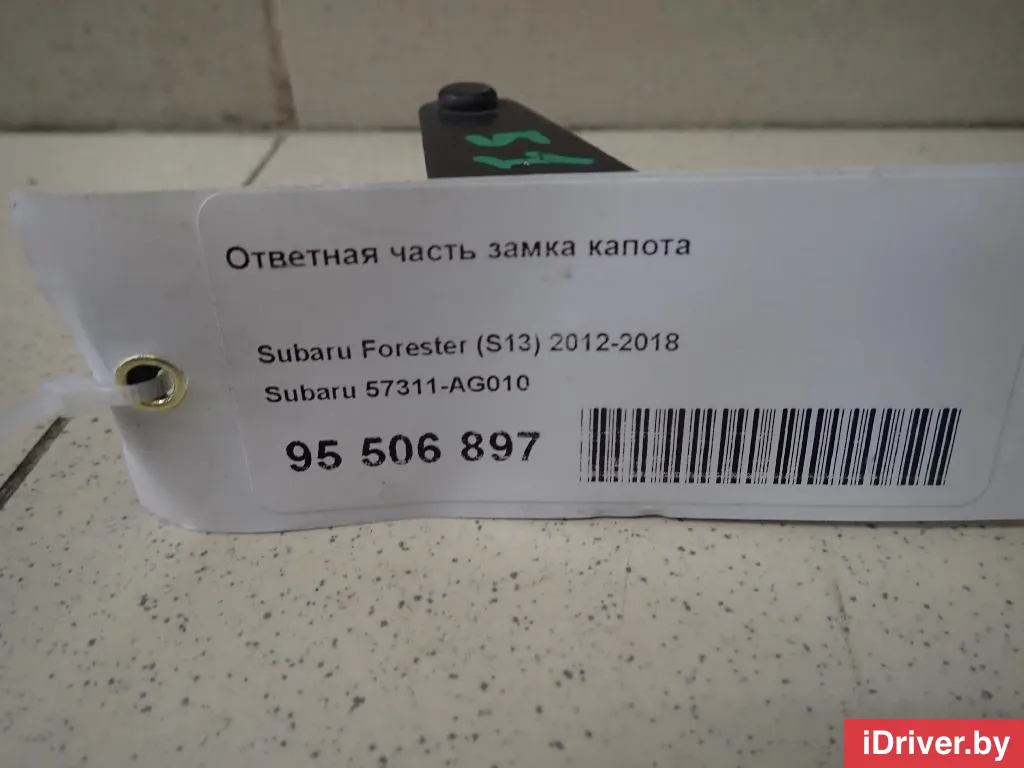 Ответная часть замка капота
Subaru Forester (S13) 2012-2018
Subaru 57311-AG010
95 506 897
iDriver.by